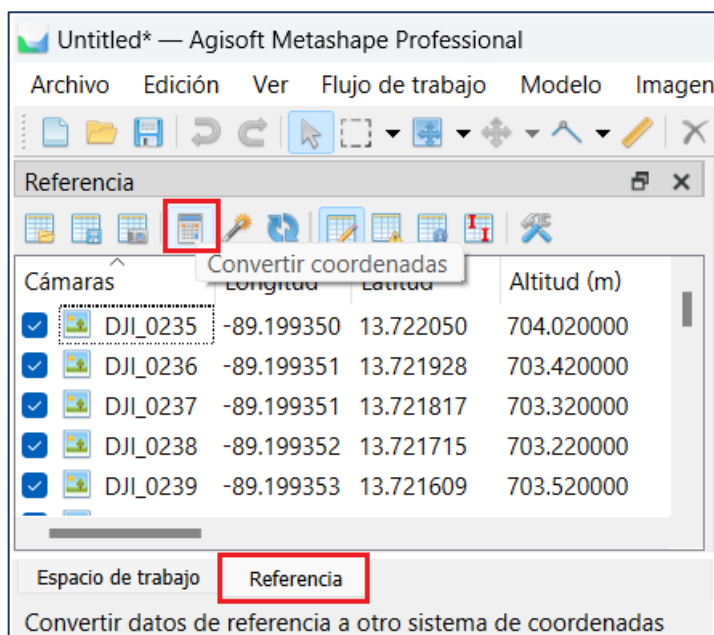 Untitled* — Agisoft Metashape Professional
Archivo Edición Ver Flujo de trabajo Modelo Imagen
Referencia
Convertir coordenadas
Cámaras Longitud Latitud Altitud (m)
DJI_0235 -89.199350 13.722050 704.020000
DJI_0236 -89.199351 13.721928 703.420000
DJI_0237 -89.199351 13.721817 703.320000
DJI_0238 -89.199352 13.721715 703.220000
DJI_0239 -89.199353 13.721609 703.520000
Espacio de trabajo Referencia
Convertir datos de referencia a otro sistema de coordenadas